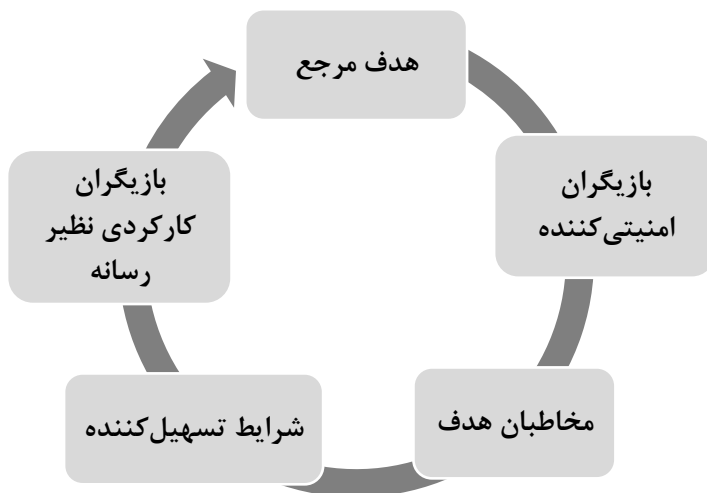 هدف مرجع
بازیگران
امنیتی‌کننده
مخاطبان هدف
شرایط تسهیل‌کننده
بازیگران
کارکردی نظیر
رسانه